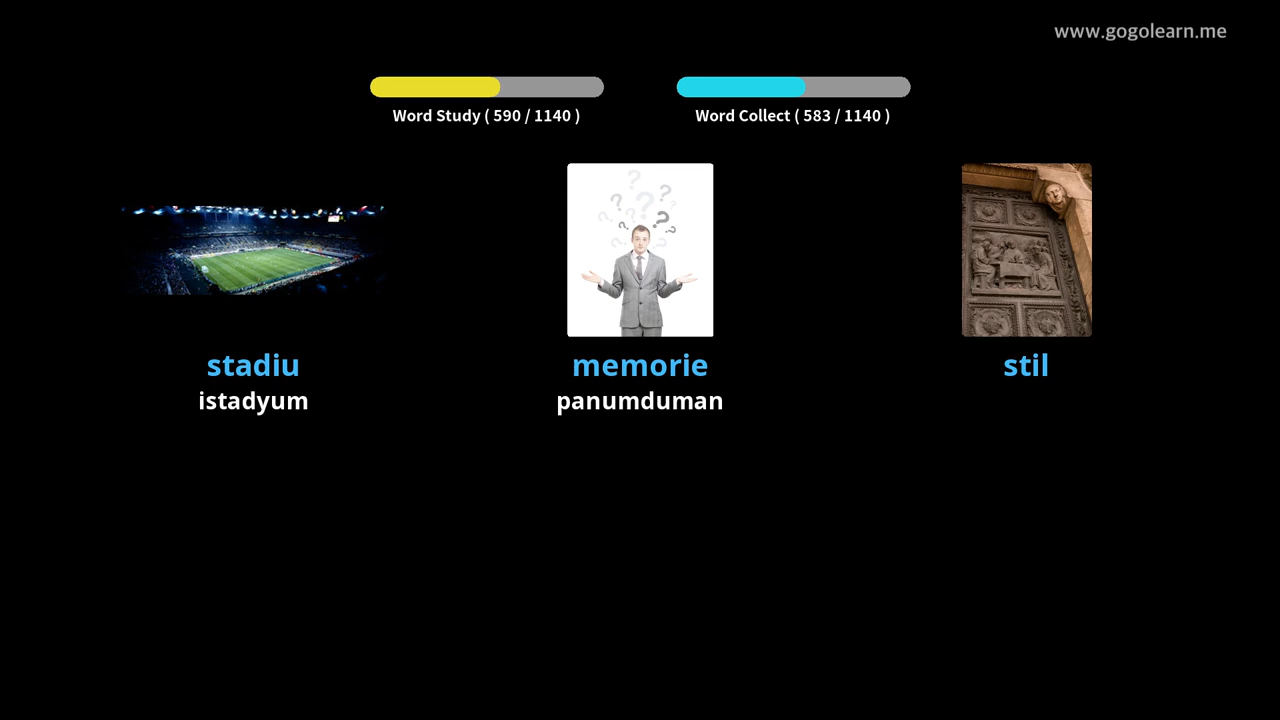 www.gogolearn.me
Word Study ( 590 / 1140 )
Word Collect ( 583 / 1140 )
stadiu
istadyum
memorie
panumduman
stil